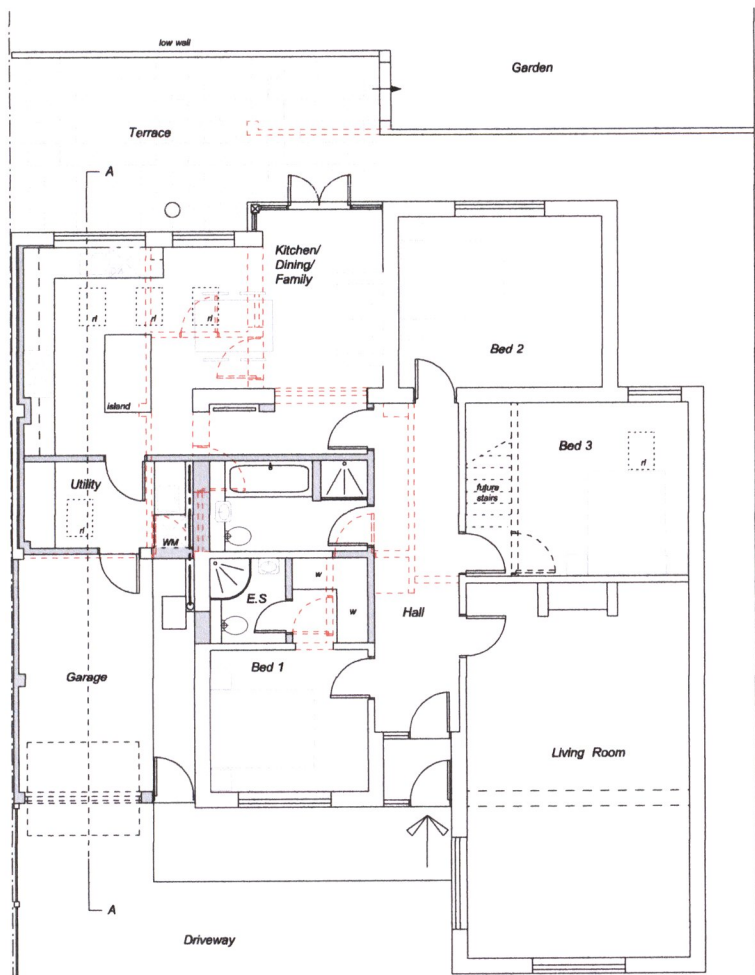 low wall
Garden
Terrace
A
Kitchen/
Dining/
Family
rl
rl
rl
Bed 2
island
Bed 3
rl
Utility
future
stairs
rl
WM
E.S
w
w
Hall
Bed 1
Garage
Living Room
A
Driveway